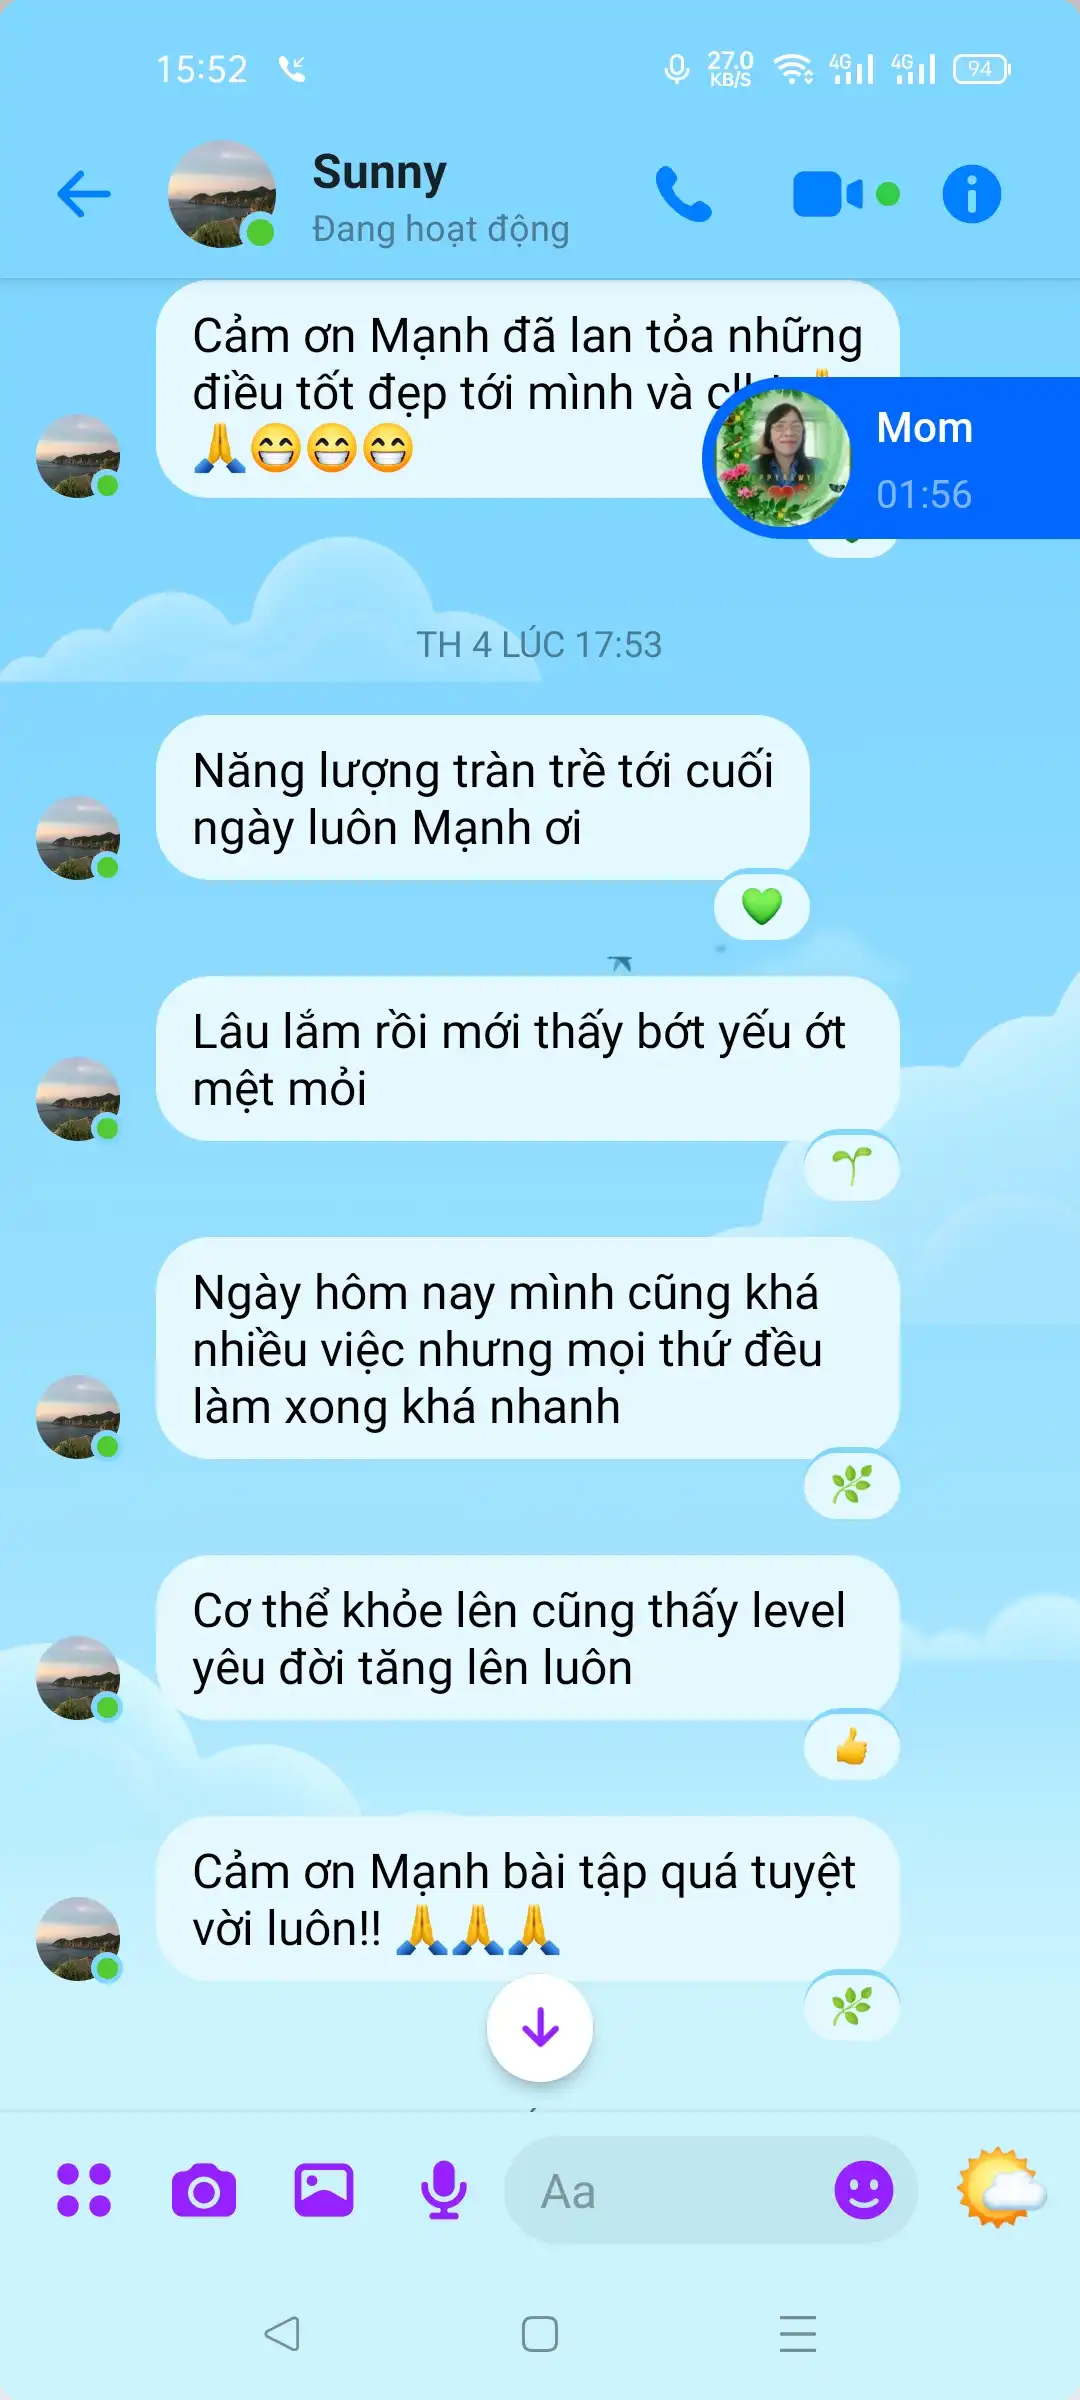 15:52
27.0
KB/S
4G
4G
94
Sunny
Đang hoạt động
Cảm ơn Mạnh đã lan tỏa những
điều tốt đẹp tới mình và
🙏😁😁😁
Mom
01:56
TH 4 LÚC 17:53
Năng lượng tràn trề tới cuối
ngày luôn Mạnh ơi
Lâu lắm rồi mới thấy bớt yếu ớt
mệt mỏi
Ngày hôm nay mình cũng khá
nhiều việc nhưng mọi thứ đều
làm xong khá nhanh
Cơ thể khỏe lên cũng thấy level
yêu đời tăng lên luôn
Cảm ơn Mạnh bài tập quá tuyệt
vời luôn!! 🙏🙏🙏
Aa